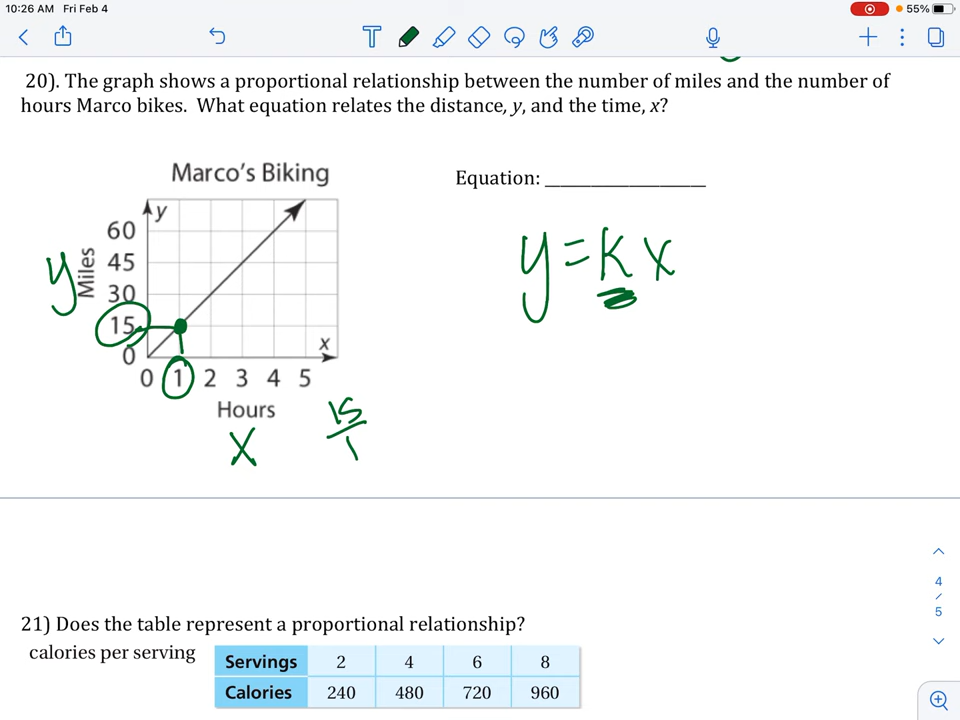 10:26 AM Fri Feb 4
55%
T
20). The graph shows a proportional relationship between the number of miles and the number of
hours Marco bikes. What equation relates the distance, y, and the time, x?
Marco's Biking
Equation: ____________________
y
60
45
30
15
0
Miles
y
x
0 1 2 3 4 5
Hours
X
15
1
y = k x
4
/
5
21) Does the table represent a proportional relationship?
calories per serving
Servings 2 4 6 8
Calories 240 480 720 960